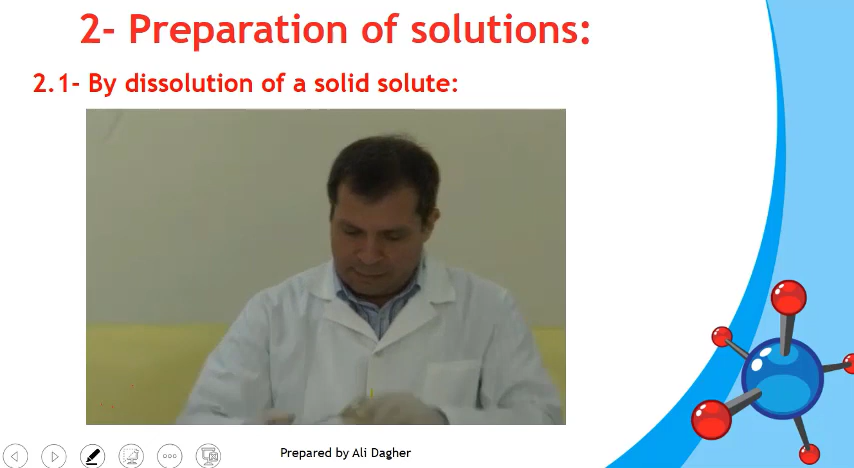 2- Preparation of solutions:
2.1- By dissolution of a solid solute:
Prepared by Ali Dagher